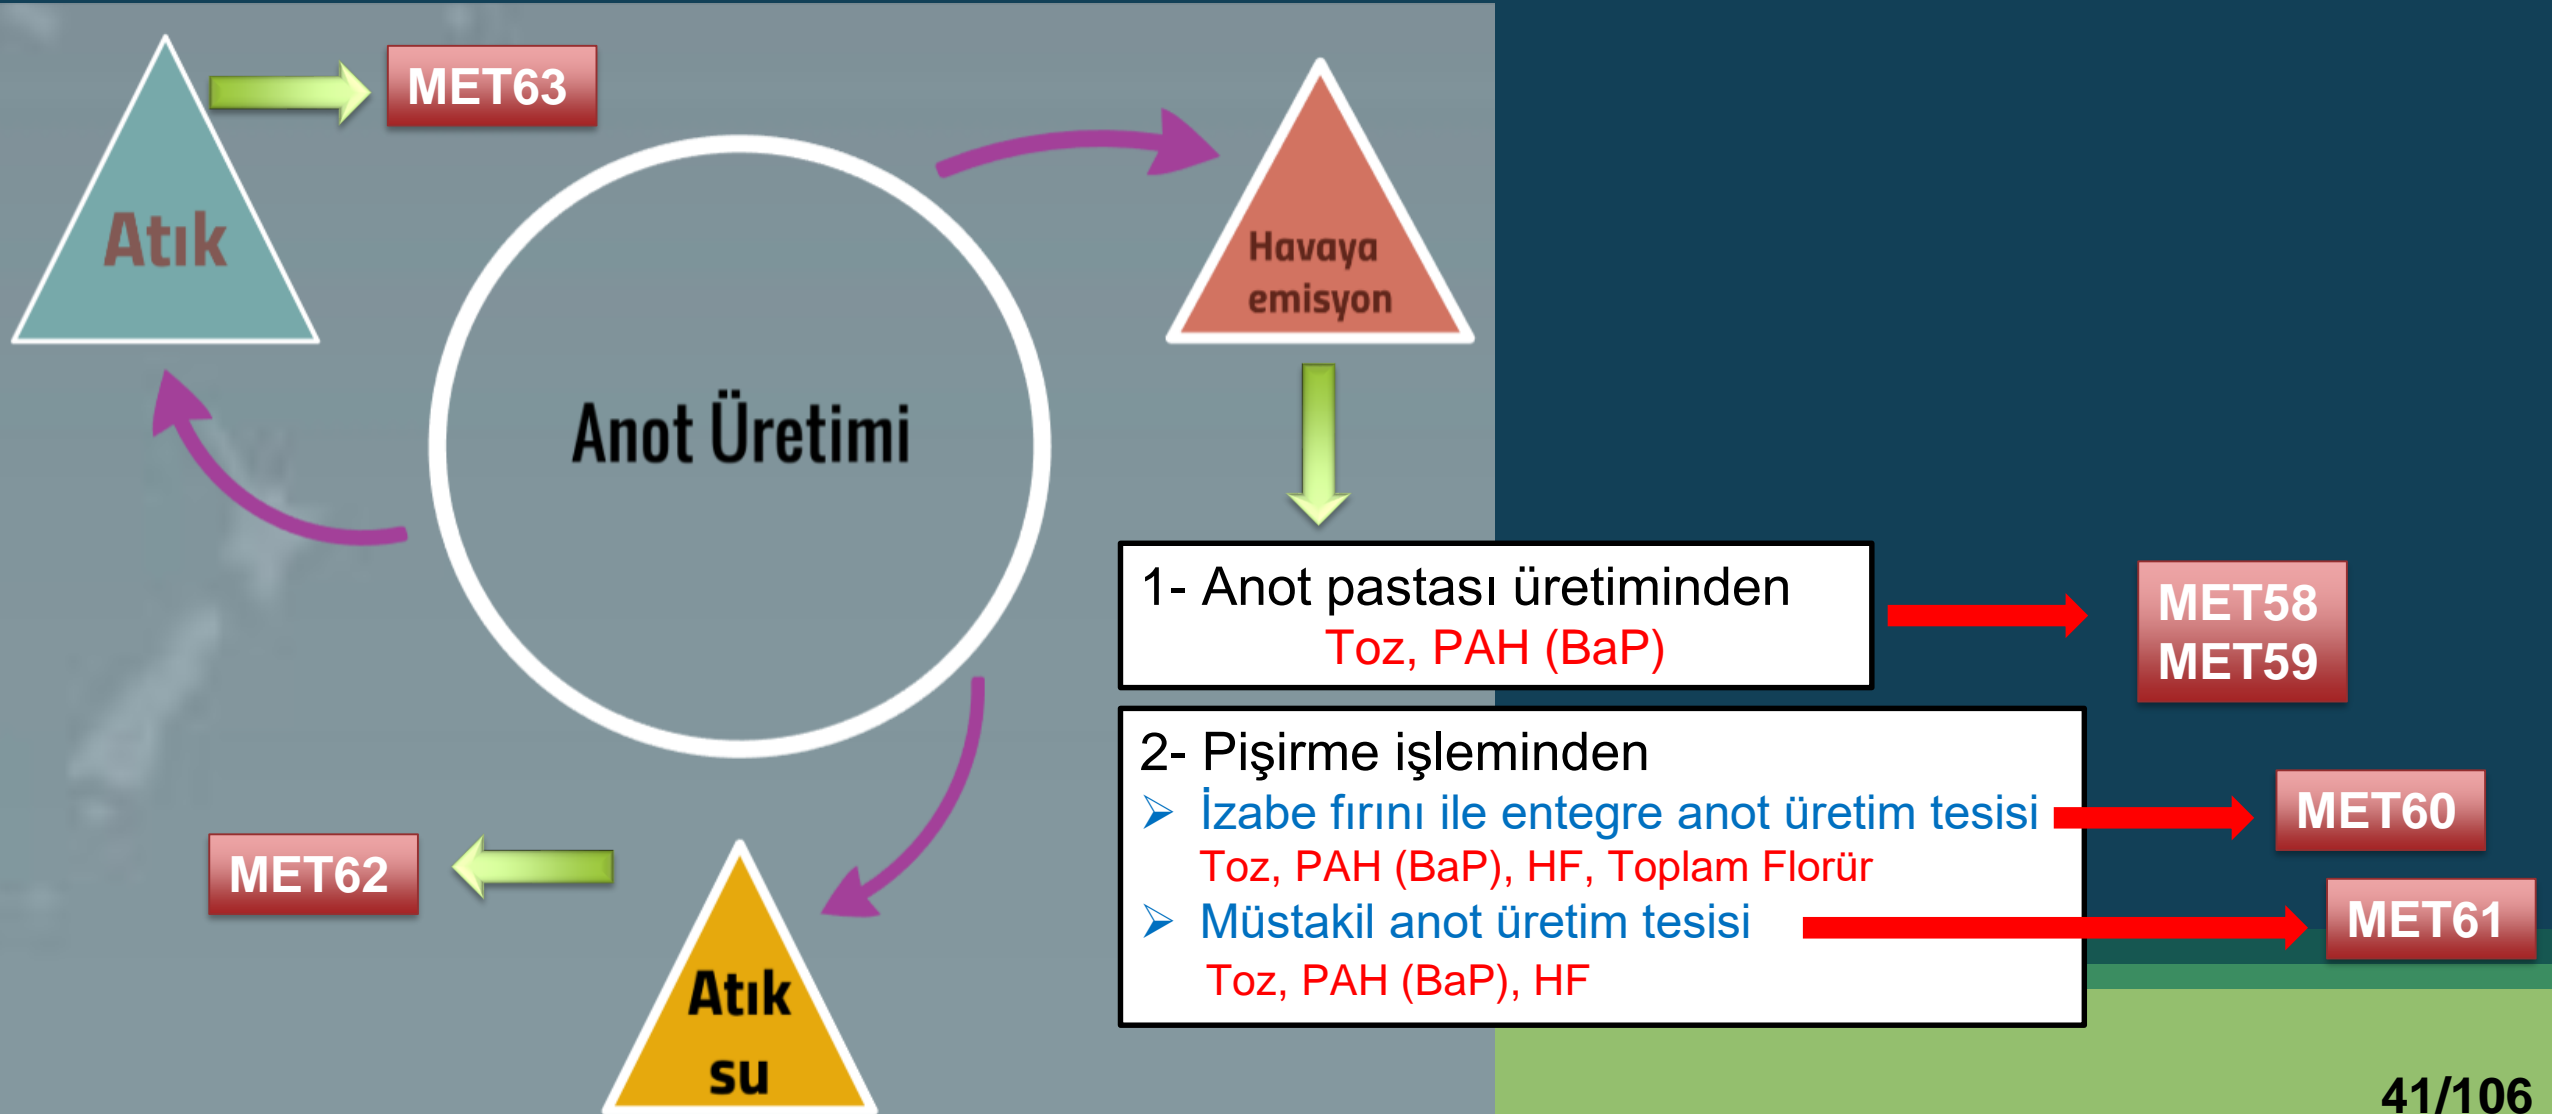 MET63
Atık
Havaya
emisyon
Anot Üretimi
1- Anot pastası üretiminden
Toz, PAH (BaP)
MET58
MET59
2- Pişirme işleminden
➢ İzabe fırını ile entegre anot üretim tesisi
Toz, PAH (BaP), HF, Toplam Florür
MET60
➢ Müstakil anot üretim tesisi
Toz, PAH (BaP), HF
MET61
MET62
Atık
su
41/106